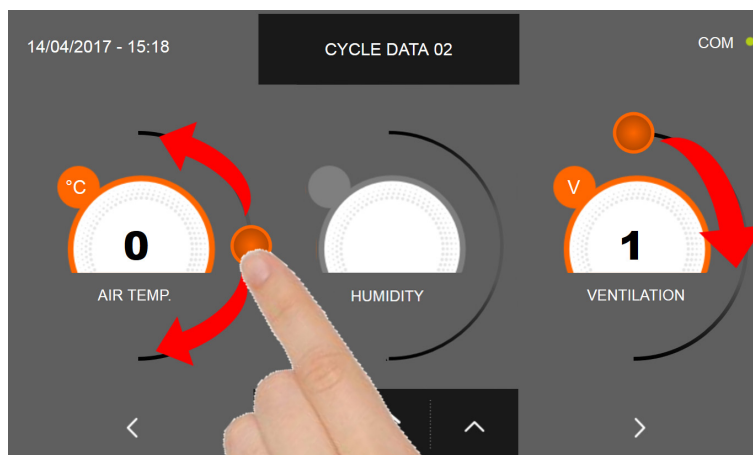 14/04/2017 - 15:18
CYCLE DATA 02
COM
°C
V
0
1
AIR TEMP.
HUMIDITY
VENTILATION